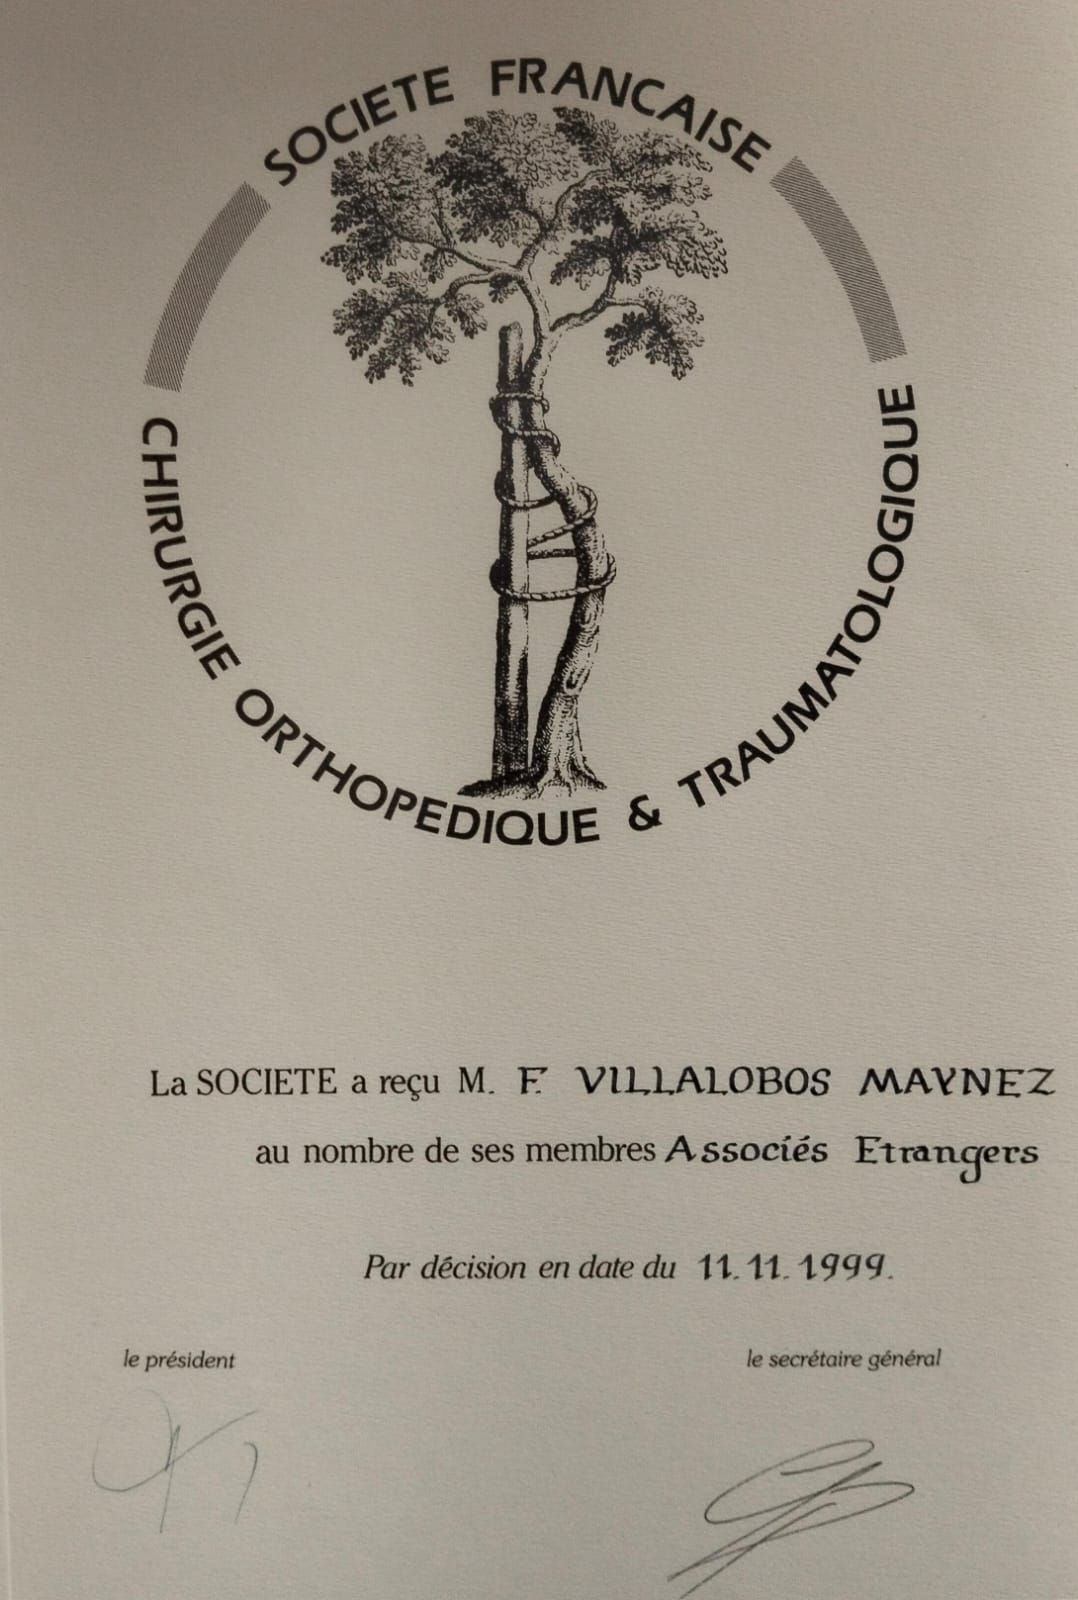 SOCIETE FRANCAISE
CHIRURGIE ORTHOPEDIQUE & TRAUMATOLOGIQUE
La SOCIETE a reçu M. F. VILLALOBOS MAYNEZ
au nombre de ses membres Associés Etrangers
Par décision en date du 11.11.1999.
le président
le secrétaire général